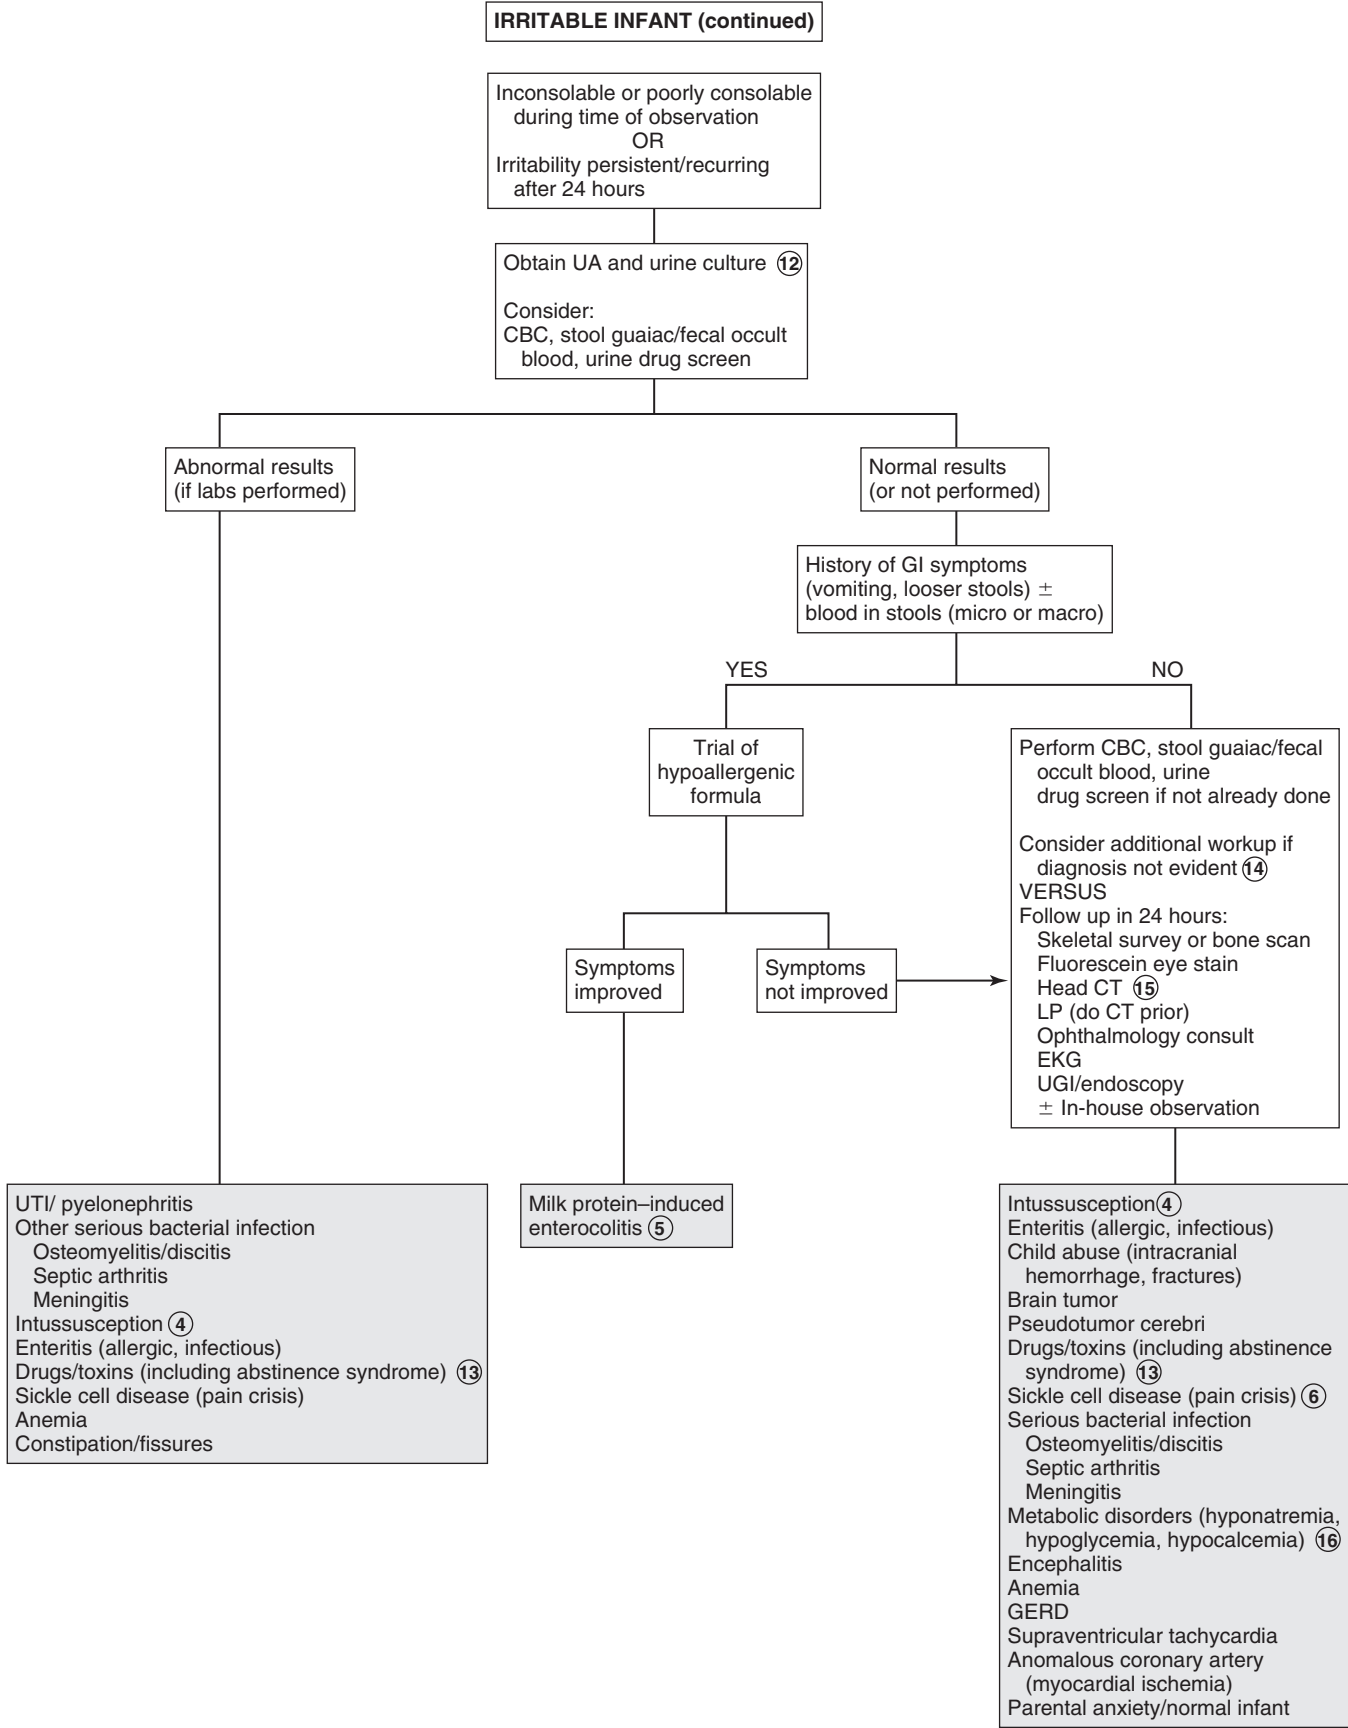 IRRITABLE INFANT (continued)
Inconsolable or poorly consolable
during time of observation
OR
Irritability persistent/recurring
after 24 hours
Obtain UA and urine culture 12
Consider:
CBC, stool guaiac/fecal occult
blood, urine drug screen
Abnormal results
(if labs performed)
Normal results
(or not performed)
History of GI symptoms
(vomiting, looser stools) ±
blood in stools (micro or macro)
YES
NO
Trial of
hypoallergenic
formula
Perform CBC, stool guaiac/fecal
occult blood, urine
drug screen if not already done
Consider additional workup if
diagnosis not evident 14
VERSUS
Follow up in 24 hours:
Skeletal survey or bone scan
Fluorescein eye stain
Head CT 15
LP (do CT prior)
Ophthalmology consult
EKG
UGI/endoscopy
± In-house observation
Symptoms
improved
Symptoms
not improved
UTI/ pyelonephritis
Other serious bacterial infection
Osteomyelitis/discitis
Septic arthritis
Meningitis
Intussusception 4
Enteritis (allergic, infectious)
Drugs/toxins (including abstinence syndrome) 13
Sickle cell disease (pain crisis)
Anemia
Constipation/fissures
Milk protein–induced
enterocolitis 5
Intussusception 4
Enteritis (allergic, infectious)
Child abuse (intracranial
hemorrhage, fractures)
Brain tumor
Pseudotumor cerebri
Drugs/toxins (including abstinence
syndrome) 13
Sickle cell disease (pain crisis) 6
Serious bacterial infection
Osteomyelitis/discitis
Septic arthritis
Meningitis
Metabolic disorders (hyponatremia,
hypoglycemia, hypocalcemia) 16
Encephalitis
Anemia
GERD
Supraventricular tachycardia
Anomalous coronary artery
(myocardial ischemia)
Parental anxiety/normal infant